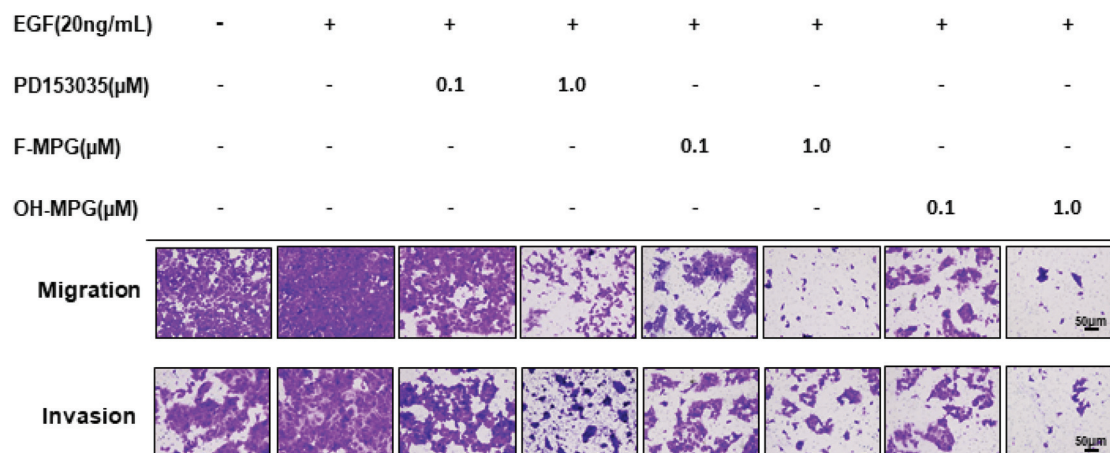 EGF(20ng/mL) - + + + + + + +
PD153035(µM) - - 0.1 1.0 - - - -
F-MPG(µM) - - - - 0.1 1.0 - -
OH-MPG(µM) - - - - - - 0.1 1.0
Migration
50µm
Invasion
50µm